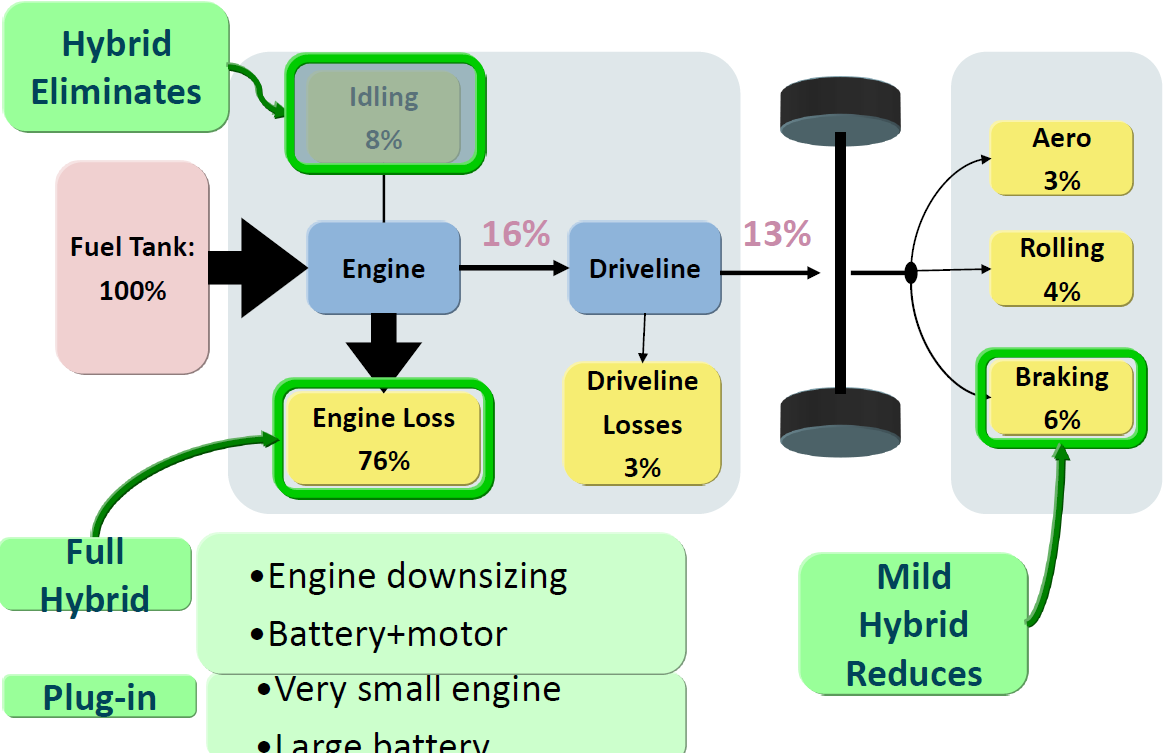 Hybrid
Eliminates
Idling
8%
Fuel Tank:
100%
Engine
16%
Driveline
13%
Aero
3%
Rolling
4%
Braking
6%
Engine Loss
76%
Driveline
Losses
3%
Full
Hybrid
•Engine downsizing
•Battery+motor
Mild
Hybrid
Reduces
Plug-in
•Very small engine
•Large battery